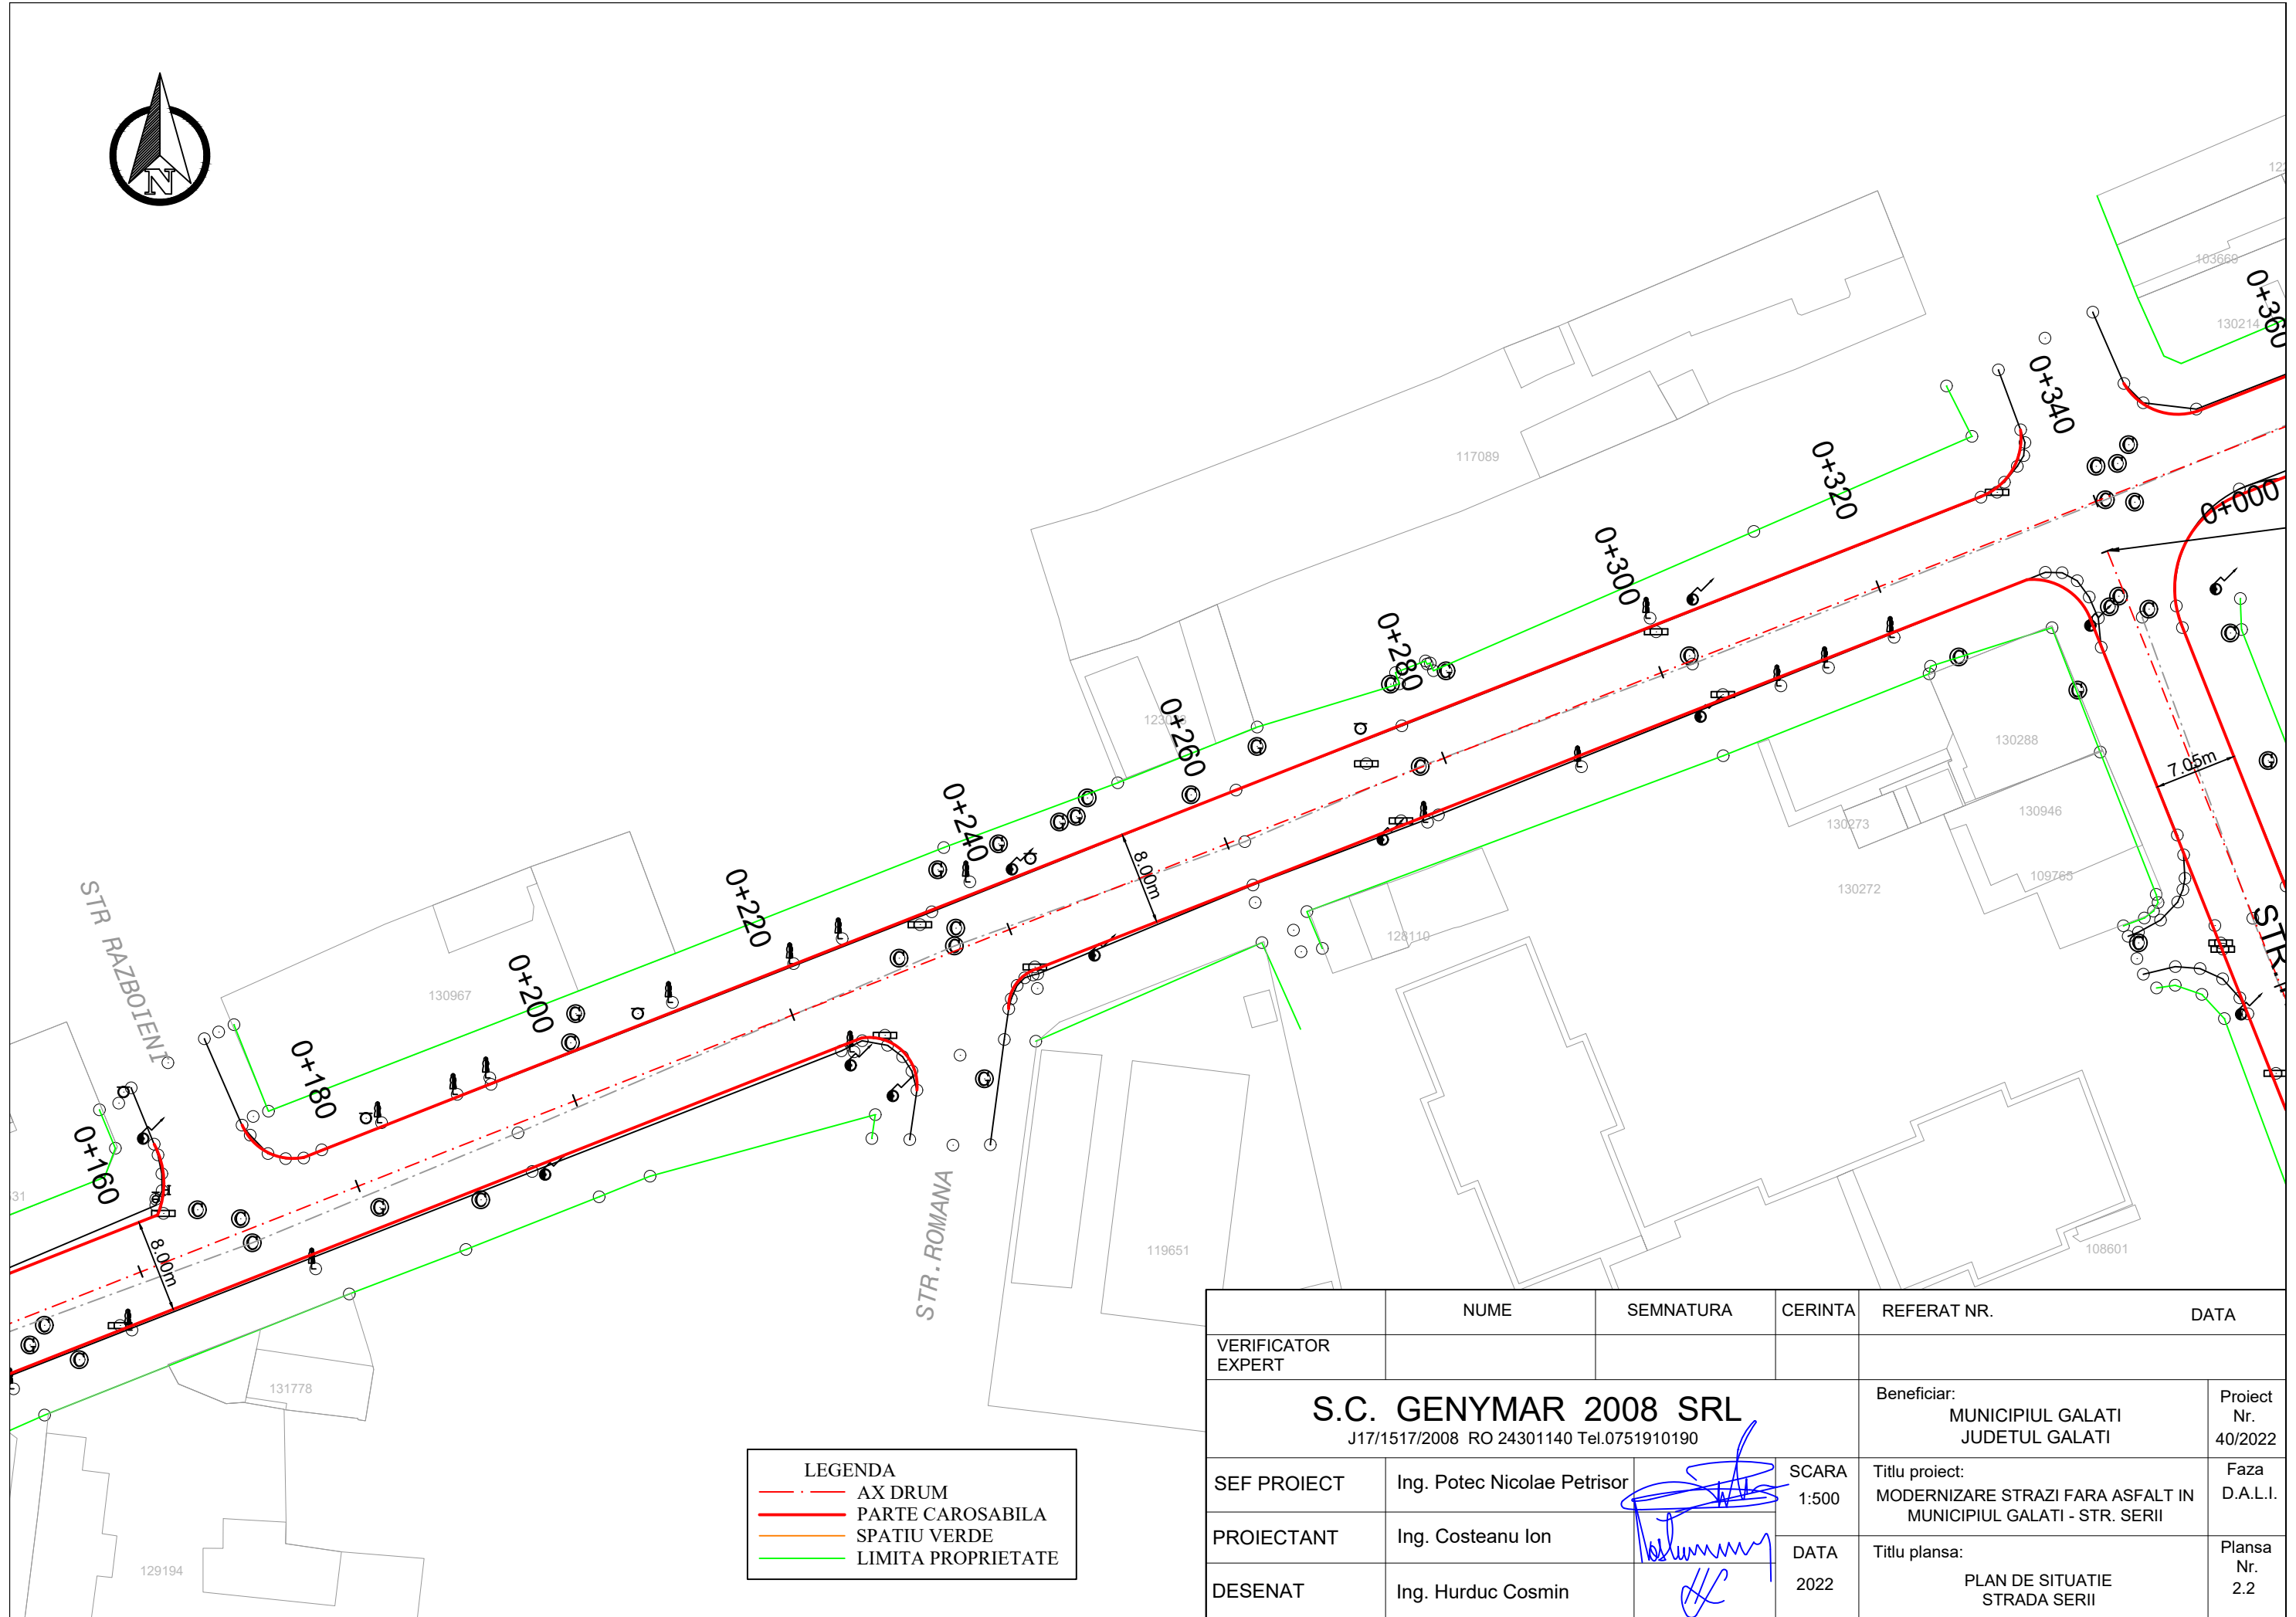 N
103669
130214
0+360
0+340
117089
0+320
0+000
0+300
0+280
123
0+260
130288
7.05m
130946
130273
0+240
8.00m
109765
130272
0+220
STR RAZBOIENI
128110
STR.
130967
0+200
0+180
0+160
8.00m
STR.ROMANA
119651
108601
131778
129194
LEGENDA
AX DRUM
PARTE CAROSABILA
SPATIU VERDE
LIMITA PROPRIETATE
NUME SEMNATURA CERINTA REFERAT NR. DATA
VERIFICATOR
EXPERT
S.C. GENYMAR 2008 SRL
J17/1517/2008 RO 24301140 Tel.0751910190
Beneficiar:
MUNICIPIUL GALATI
JUDETUL GALATI
Proiect
Nr.
40/2022
SEF PROIECT Ing. Potec Nicolae Petrisor
SCARA
1:500
Titlu proiect:
MODERNIZARE STRAZI FARA ASFALT IN
MUNICIPIUL GALATI - STR. SERII
Faza
D.A.L.I.
PROIECTANT Ing. Costeanu Ion
DATA
2022
Titlu plansa:
PLAN DE SITUATIE
STRADA SERII
Plansa
Nr.
2.2
DESENAT Ing. Hurduc Cosmin